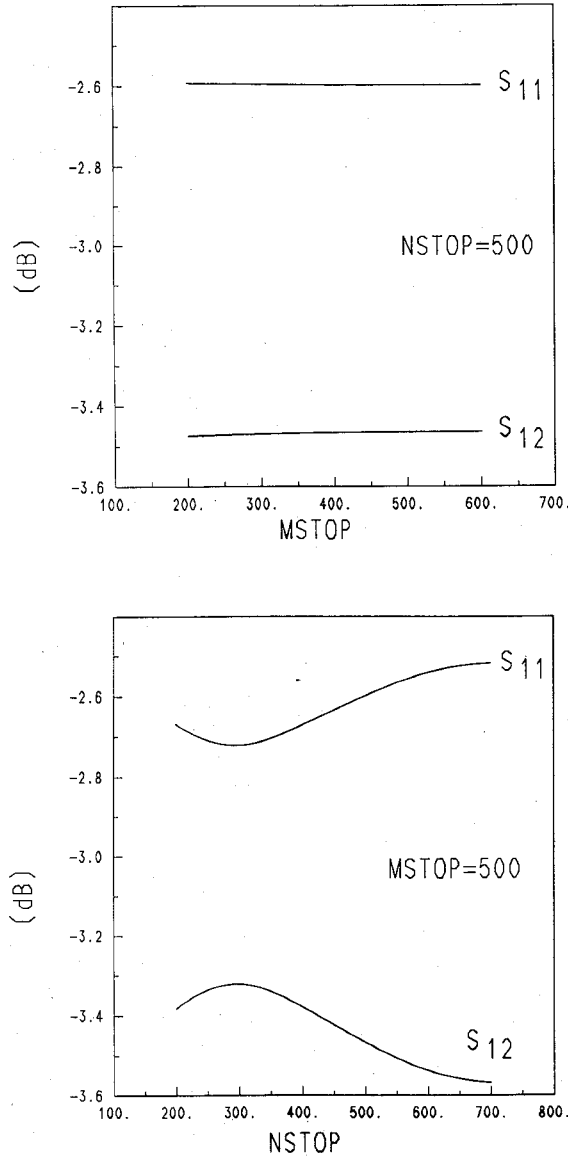 S11
-2.6
-2.8
NSTOP=500
-3.0
(dB)
-3.2
-3.4
S12
-3.6
100. 200. 300. 400. 500. 600. 700.
MSTOP
S11
-2.6
-2.8
MSTOP=500
-3.0
(dB)
-3.2
-3.4
S12
-3.6
100. 200. 300. 400. 500. 600. 700. 800.
NSTOP